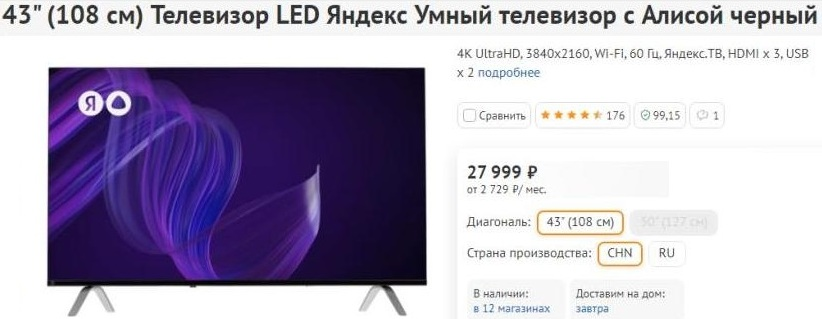 43" (108 см) Телевизор LED Яндекс Умный телевизор с Алисой черный
4K UltraHD, 3840x2160, Wi-Fi, 60 Гц, Яндекс.ТВ, HDMI x 3, USB
x 2 подробнее
Я
Сравнить 176 99,15 1
27 999 ₽
от 2 729 ₽/ мес.
Диагональ: 43" (108 см) 50" (127 см)
Страна производства: CHN RU
В наличии: Доставим на дом:
в 12 магазинах завтра